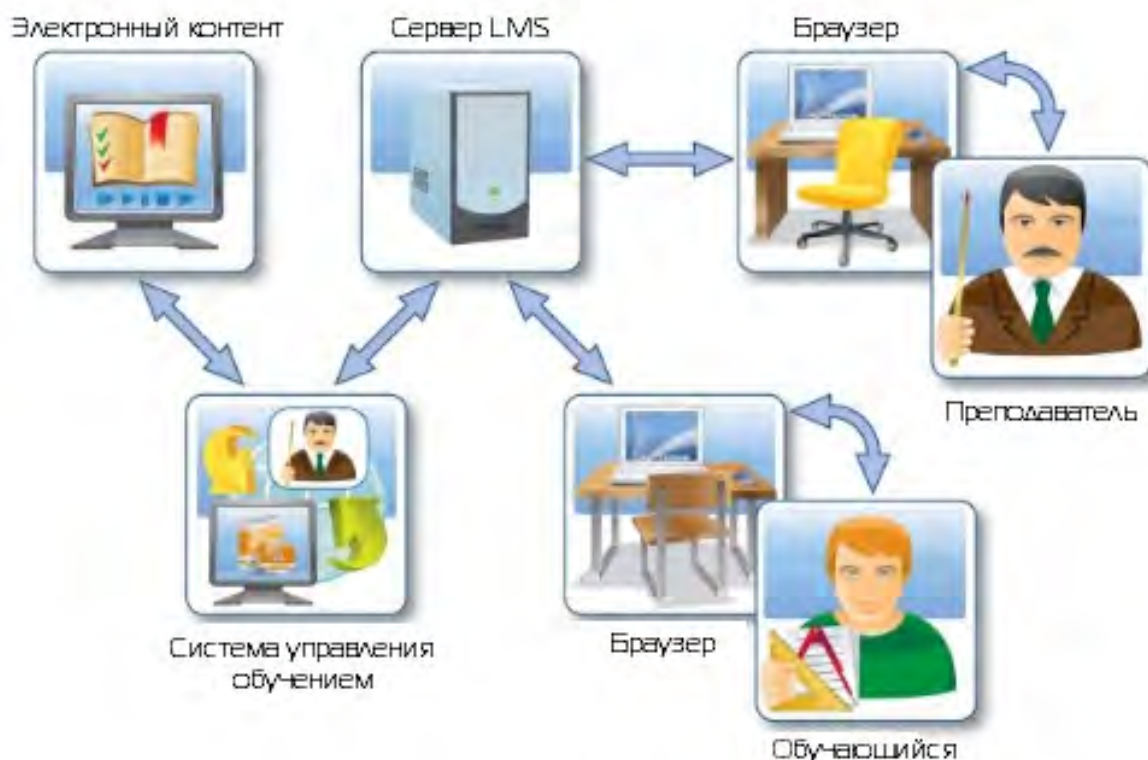 Электронный контент
Сервер LMS
Браузер
Преподаватель
Система управления
обучением
Браузер
Обучающийся